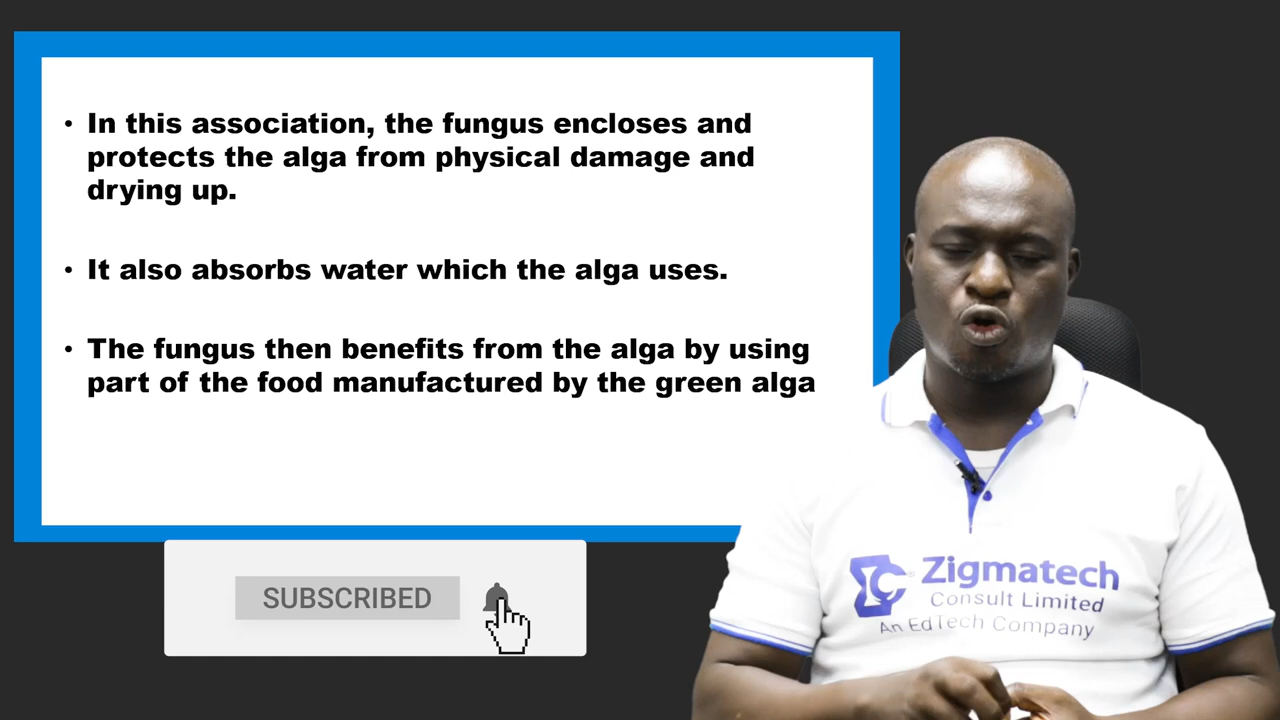 • In this association, the fungus encloses and
protects the alga from physical damage and
drying up.
• It also absorbs water which the alga uses.
• The fungus then benefits from the alga by using
part of the food manufactured by the green alga
SUBSCRIBED
Zigmatech
Consult Limited
An EdTech Company